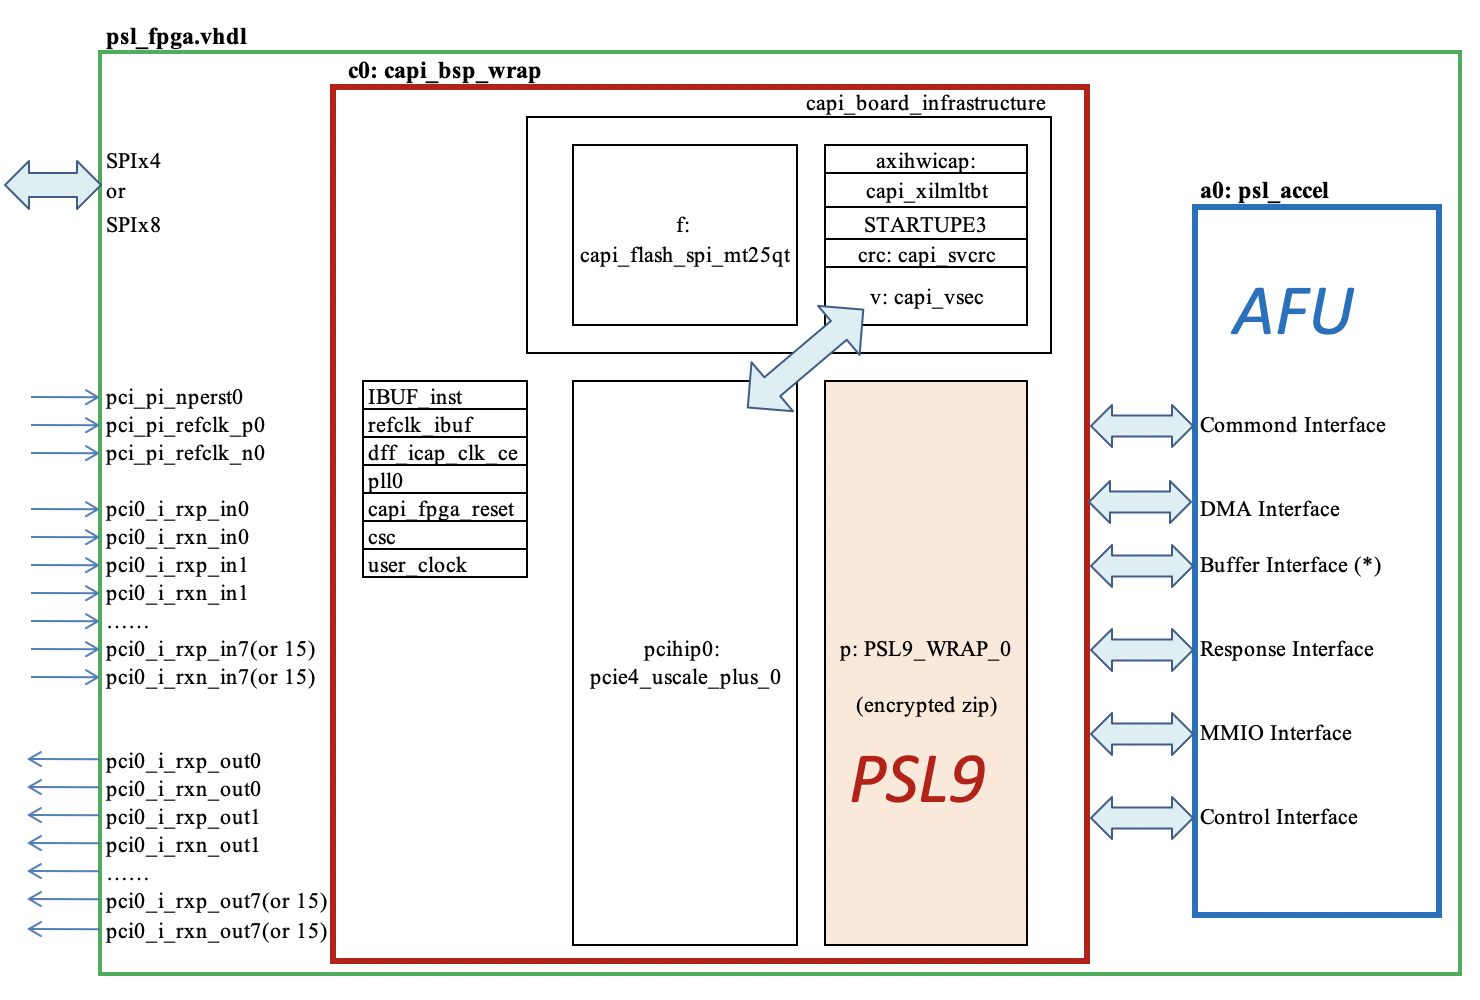 psl_fpga.vhdl
c0: capi_bsp_wrap
capi_board_infrastructure
SPIx4
or
SPIx8
f:
capi_flash_spi_mt25qt
axihwicap:
capi_xilmltbt
STARTUPE3
crc: capi_svcrc
v: capi_vsec
a0: psl_accel
AFU
pci_pi_nperst0
pci_pi_refclk_p0
pci_pi_refclk_n0
pci0_i_rxp_in0
pci0_i_rxn_in0
pci0_i_rxp_in1
pci0_i_rxn_in1
......
pci0_i_rxp_in7(or 15)
pci0_i_rxn_in7(or 15)
pci0_i_rxp_out0
pci0_i_rxn_out0
pci0_i_rxp_out1
pci0_i_rxn_out1
......
pci0_i_rxp_out7(or 15)
pci0_i_rxn_out7(or 15)
IBUF_inst
refclk_ibuf
dff_icap_clk_ce
pll0
capi_fpga_reset
csc
user_clock
pcihip0:
pcie4_uscale_plus_0
p: PSL9_WRAP_0
(encrypted zip)
PSL9
Commond Interface
DMA Interface
Buffer Interface (*)
Response Interface
MMIO Interface
Control Interface